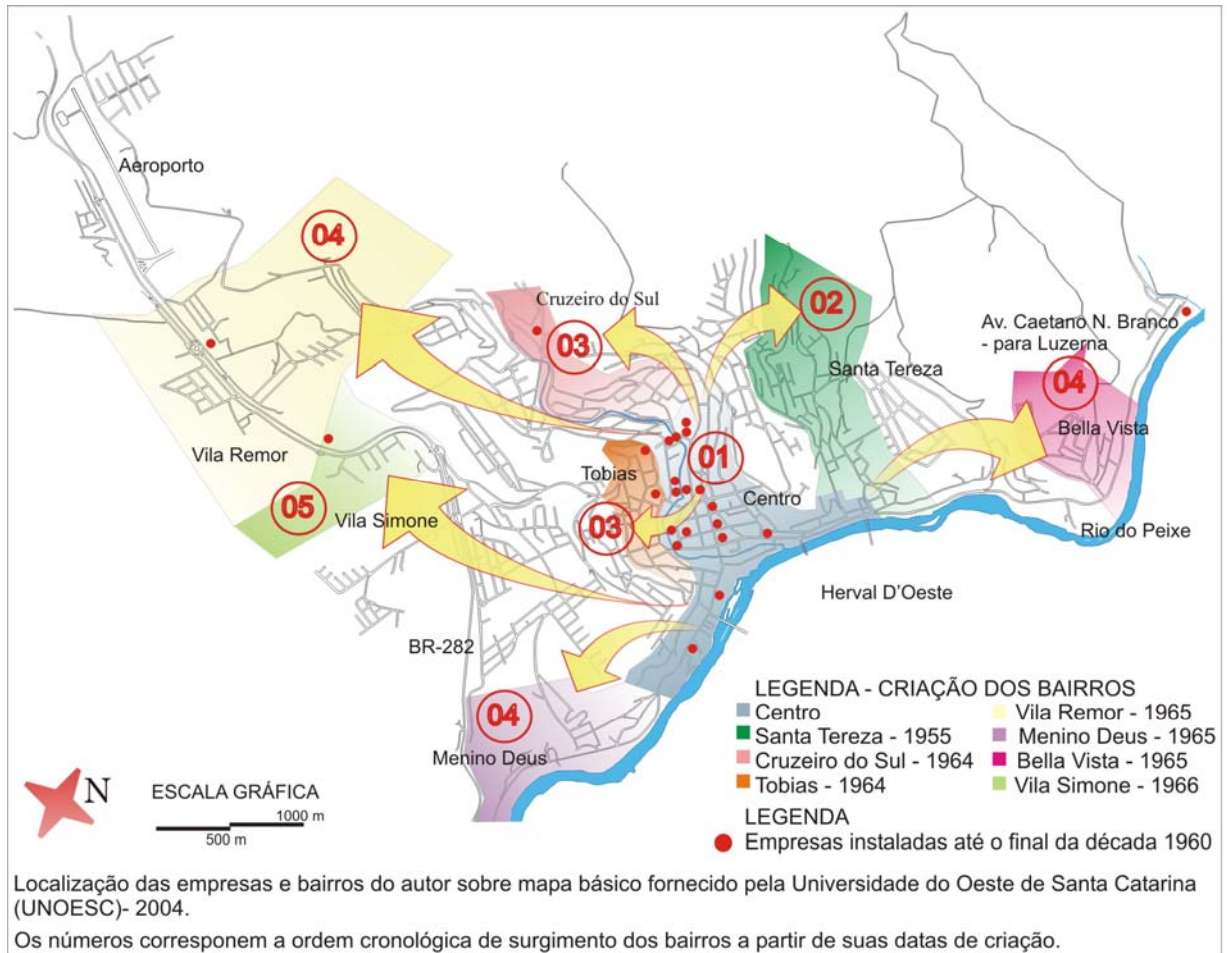 Aeroporto
04
Cruzeiro do Sul
03
02
Av. Caetano N. Branco
- para Luzerna
Santa Tereza
04
Bella Vista
Vila Remor
Tobias
01
Centro
05
Vila Simone
03
Rio do Peixe
Herval D'Oeste
BR-282
04
Menino Deus
N
ESCALA GRÁFICA
1000 m
500 m
LEGENDA - CRIAÇÃO DOS BAIRROS
Centro
Santa Tereza - 1955
Cruzeiro do Sul - 1964
Tobias - 1964
Vila Remor - 1965
Menino Deus - 1965
Bella Vista - 1965
Vila Simone - 1966
LEGENDA
Empresas instaladas até o final da década 1960
Localização das empresas e bairros do autor sobre mapa básico fornecido pela Universidade do Oeste de Santa Catarina
(UNOESC)- 2004.
Os números corresponem a ordem cronológica de surgimento dos bairros a partir de suas datas de criação.